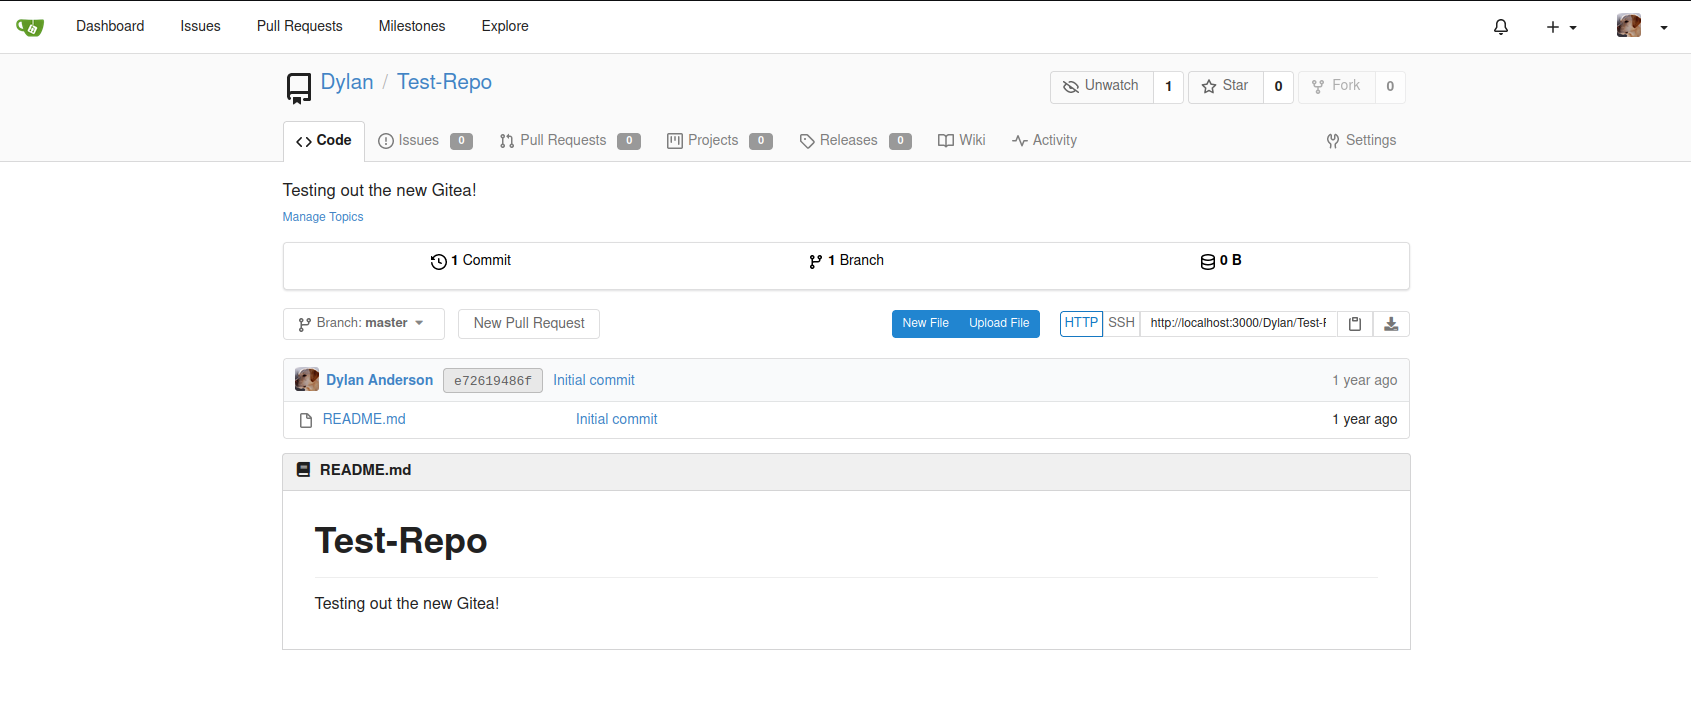 Dashboard Issues Pull Requests Milestones Explore
Dylan / Test-Repo
Unwatch 1 Star 0 Fork 0
Code Issues 0 Pull Requests 0 Projects 0 Releases 0 Wiki Activity Settings
Testing out the new Gitea!
Manage Topics
1 Commit 1 Branch 0 B
Branch: master New Pull Request New File Upload File HTTP SSH http://localhost:3000/Dylan/Test-F
Dylan Anderson e72619486f Initial commit 1 year ago
README.md Initial commit 1 year ago
README.md
Test-Repo
Testing out the new Gitea!